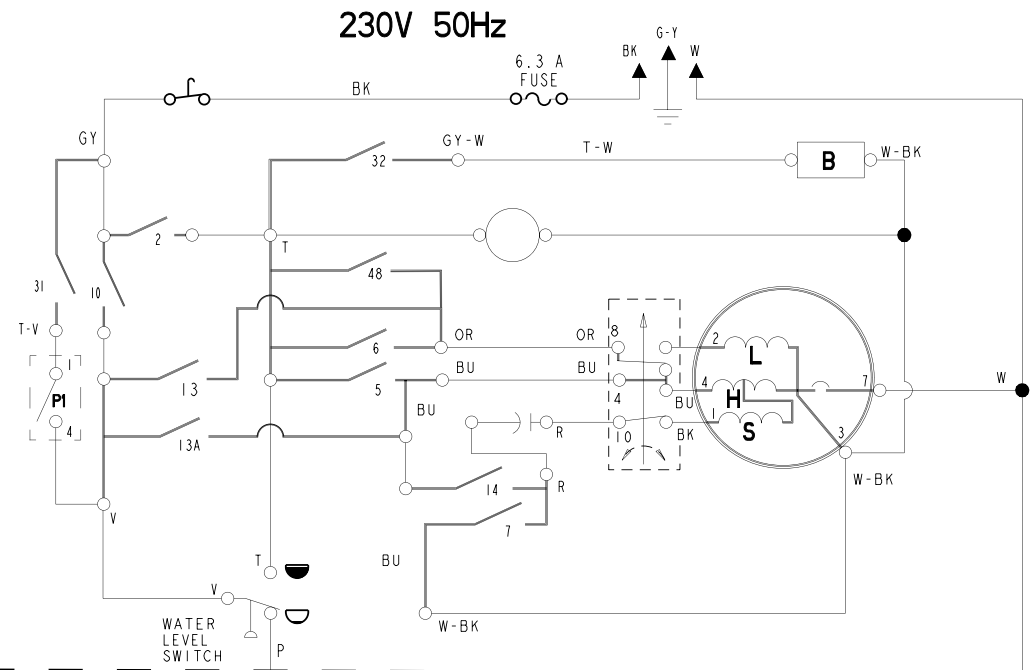 230V 50Hz
BK G-Y W
6.3 A
FUSE
BK
GY
GY-W
32
T-W
B
W-BK
2
T
31
10
48
T-V
1
P1
4
13
13A
6
OR
OR
8
5
BU
BU
4
BU
BU
10
BK
2
L
4
H
1
S
7
3
W
W-BK
R
14
R
7
V
BU
T
V
W-BK
WATER
LEVEL
SWITCH
P